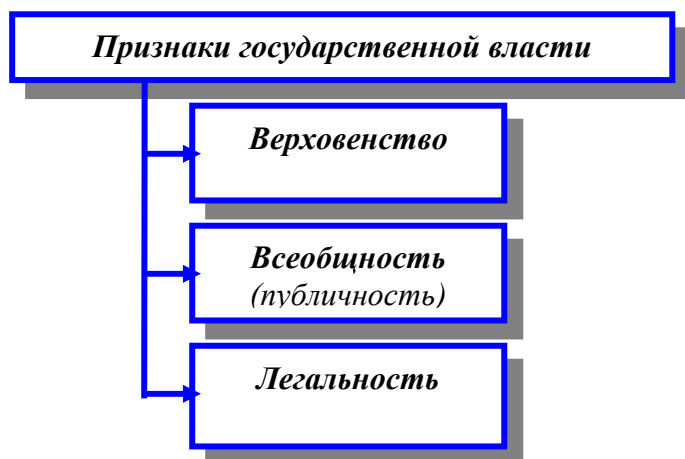 Признаки государственной власти
Верховенство
Всеобщность
(публичность)
Легальность